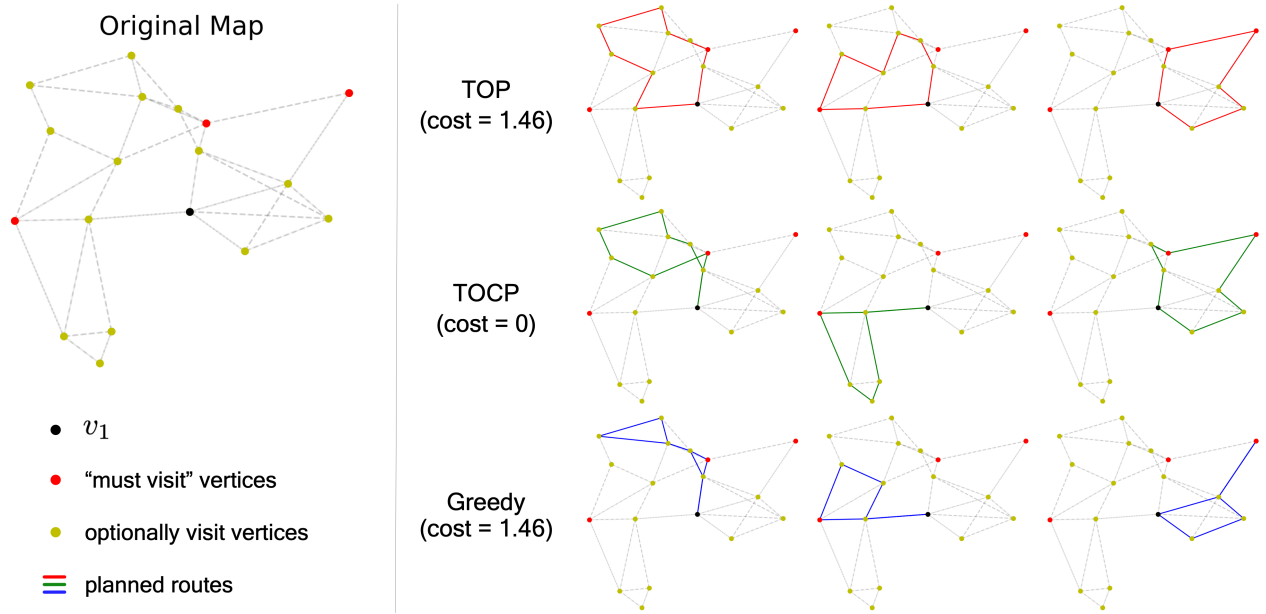 Original Map
v₁
“must visit” vertices
optionally visit vertices
planned routes
TOP
(cost = 1.46)
TOCP
(cost = 0)
Greedy
(cost = 1.46)